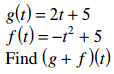 g(t) = 2t + 5
f(t) = -t² + 5
Find (g + f)(t)